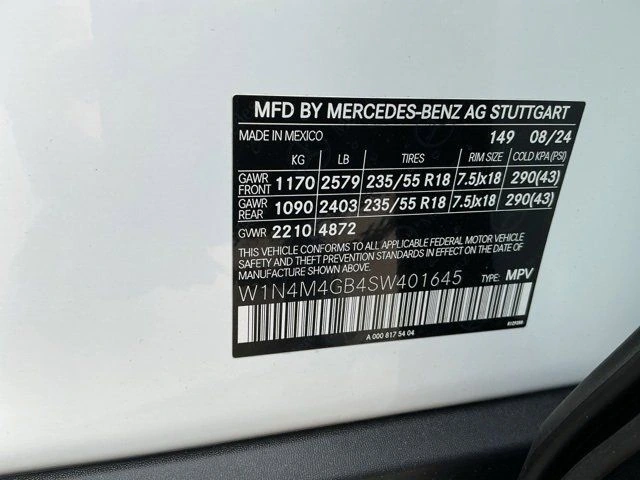 MFD BY MERCEDES-BENZ AG STUTTGART
MADE IN MEXICO 149 08/24
KG LB TIRES RIM SIZE COLD KPA(PSI)
GAWR FRONT 1170 2579 235/55 R18 7.5Jx18 290(43)
GAWR REAR 1090 2403 235/55 R18 7.5Jx18 290(43)
GVWR 2210 4872
THIS VEHICLE CONFORMS TO ALL APPLICABLE FEDERAL MOTOR VEHICLE
SAFETY AND THEFT PREVENTION STANDARDS IN EFFECT ON THE DATE
OF MANUFACTURE SHOWN ABOVE.
W1N4M4GB4SW401645 TYPE: MPV
A 000 817 54 04